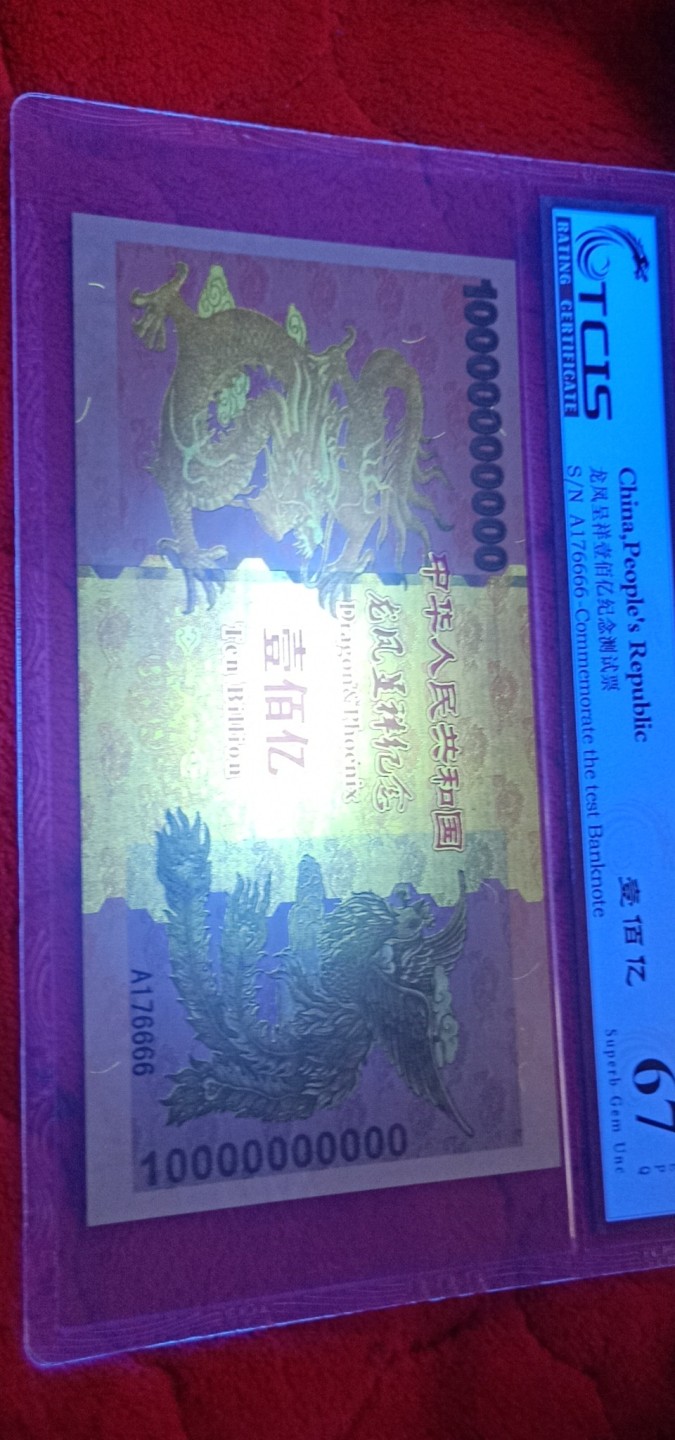 TCIS
RATING CERTIFICATE
China,People's Republic
龙凤呈祥壹佰亿纪念测试票
S/N A176666-Commemorate the test Banknote
壹佰亿
67
E
P
Q
Superb Gem Unc
10000000000
中华人民共和国
龙凤呈祥纪念
Dragon&Phoenix
壹佰亿
Ten Billion
A176666
10000000000